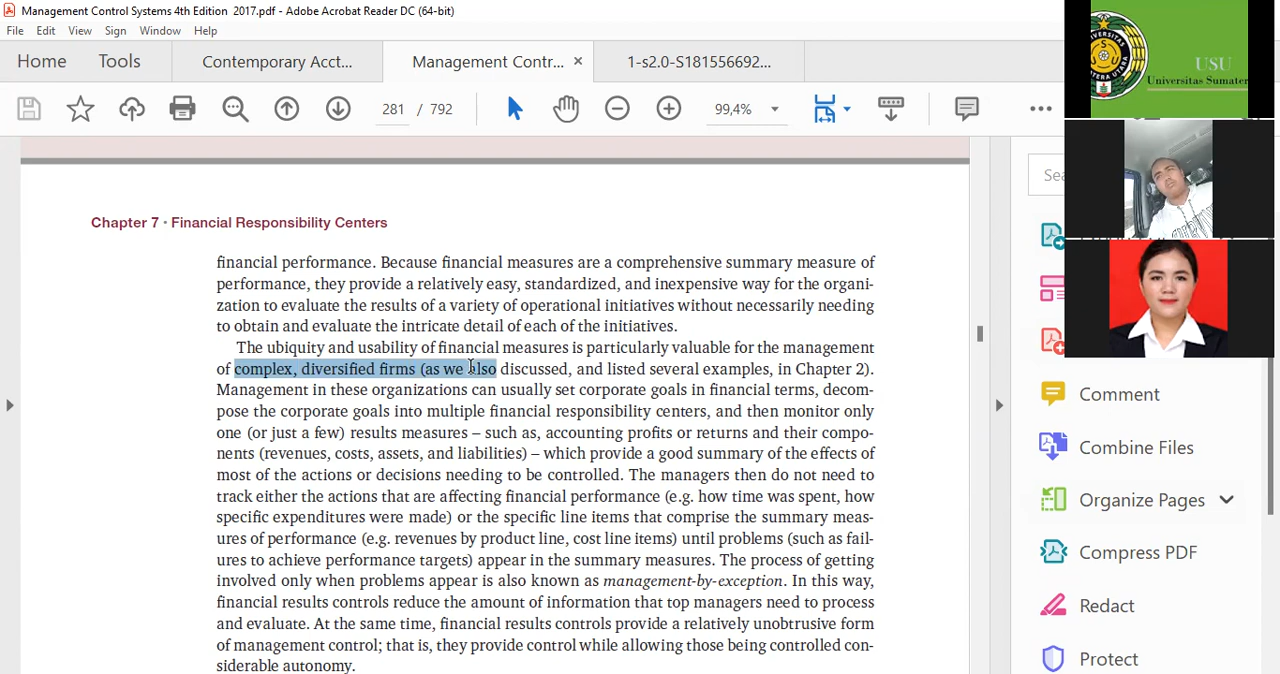 Management Control Systems 4th Edition 2017.pdf - Adobe Acrobat Reader DC (64-bit)
File Edit View Sign Window Help
Home Tools Contemporary Acct... Management Contr... × 1-s2.0-S181556692...
281 / 792 99,4%
Chapter 7 • Financial Responsibility Centers
financial performance. Because financial measures are a comprehensive summary measure of
performance, they provide a relatively easy, standardized, and inexpensive way for the organi-
zation to evaluate the results of a variety of operational initiatives without necessarily needing
to obtain and evaluate the intricate detail of each of the initiatives.
The ubiquity and usability of financial measures is particularly valuable for the management
of complex, diversified firms (as we also discussed, and listed several examples, in Chapter 2).
Management in these organizations can usually set corporate goals in financial terms, decom-
pose the corporate goals into multiple financial responsibility centers, and then monitor only
one (or just a few) results measures – such as, accounting profits or returns and their compo-
nents (revenues, costs, assets, and liabilities) – which provide a good summary of the effects of
most of the actions or decisions needing to be controlled. The managers then do not need to
track either the actions that are affecting financial performance (e.g. how time was spent, how
specific expenditures were made) or the specific line items that comprise the summary meas-
ures of performance (e.g. revenues by product line, cost line items) until problems (such as fail-
ures to achieve performance targets) appear in the summary measures. The process of getting
involved only when problems appear is also known as management-by-exception. In this way,
financial results controls reduce the amount of information that top managers need to process
and evaluate. At the same time, financial results controls provide a relatively unobtrusive form
of management control; that is, they provide control while allowing those being controlled con-
siderable autonomy.
Sea
Comment
Combine Files
Organize Pages
Compress PDF
Redact
Protect
USU
Universitas Sumater